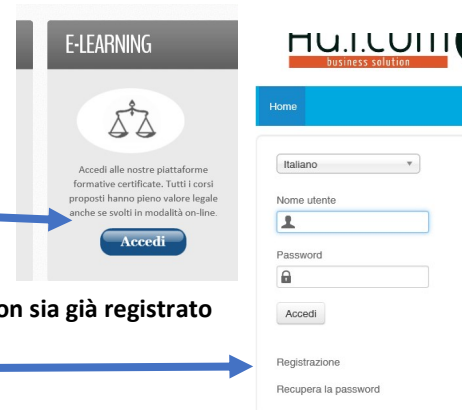 E-LEARNING
Accedi alle nostre piattaforme
formative certificate. Tutti i corsi
proposti hanno pieno valore legale
anche se svolti in modalità on-line.
Accedi
on sia già registrato
business solution
Home
Italiano
Nome utente
Password
Accedi
Registrazione
Recupera la password